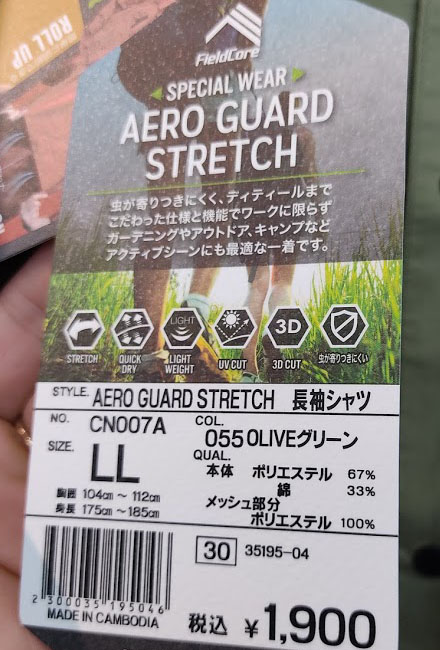 ROLL UP
FieldCore
SPECIAL WEAR
AERO GUARD
STRETCH
虫が寄りつきにくく、ディティールまで
こだわった仕様と機能でワークに限らず
ガーデニングやアウトドア、キャンプなど
アクティブシーンにも最適な一着です。
STRETCH
QUICK DRY
LIGHT
LIGHT WEIGHT
UV CUT
3D
3D CUT
虫が寄りつきにくい
STYLE. AERO GUARD STRETCH 長袖シャツ
NO. CN007A
COL. 055 OLIVEグリーン
SIZE. LL
QUAL.
本体 ポリエステル 67%
綿 33%
メッシュ部分
ポリエステル 100%
胸囲 104cm～112cm
身長 175cm～185cm
30 35195-04
2300035195046
MADE IN CAMBODIA
税込 ¥1,900